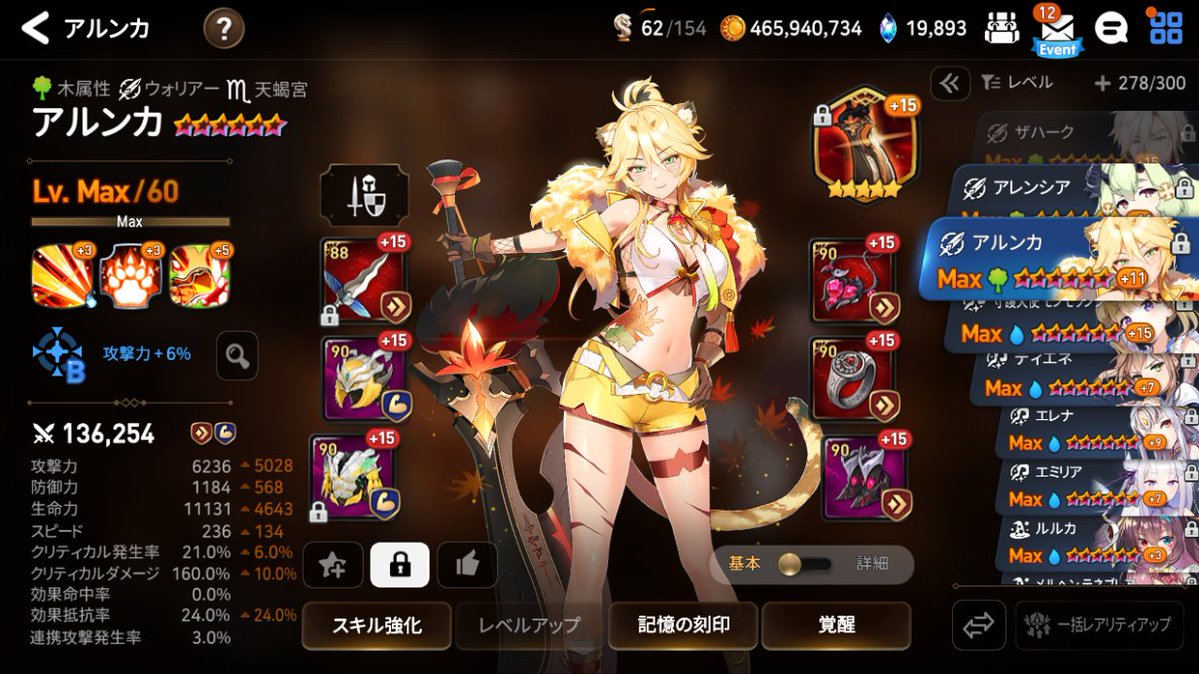 アルンカ
?
62/154
465,940,734
19,893
12
Event
木属性 ウォリアー 天蝎宮
アルンカ
Lv. Max/60
Max
+3
+3
+5
B
攻撃力 + 6%
136,254
攻撃力 6236 5028
防御力 1184 568
生命力 11131 4643
スピード 236 134
クリティカル発生率 21.0% 6.0%
クリティカルダメージ 160.0% 10.0%
効果命中率 0.0%
効果抵抗率 24.0% 24.0%
連携攻撃発生率 3.0%
88 +15
90 +15
90 +15
+15
90 +15
90 +15
90 +15
基本 詳細
スキル強化
レベルアップ
記憶の刻印
覚醒
レベル
+ 278/300
ザハーク
Max +15
アレンシア
アルンカ
Max +11
Max +15
ディエネ
Max +7
エレナ
Max +9
エミリア
Max +7
ルルカ
Max +3
一括レアリティアップ